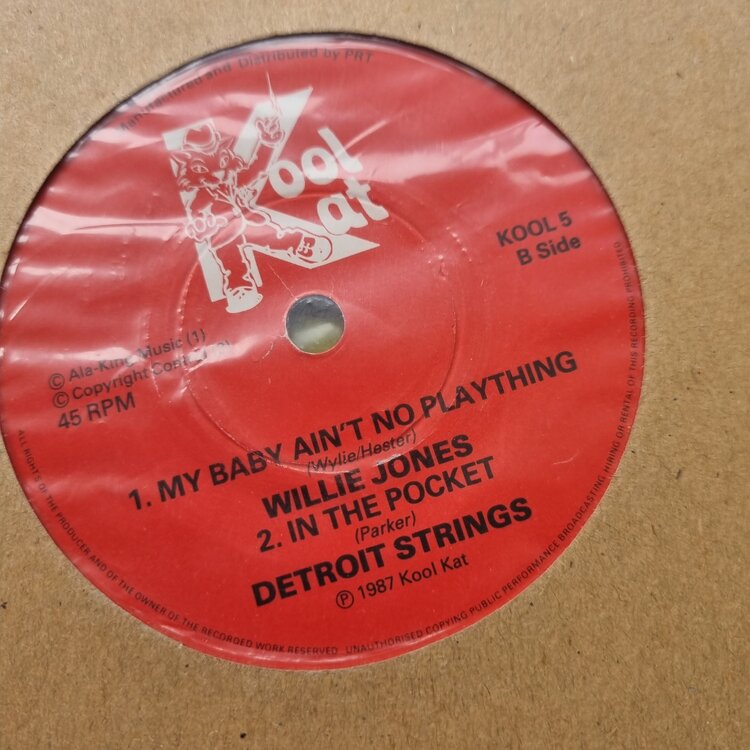 Manufactured and Distributed by PRT
Kool
Kat
KOOL 5
B Side
© Ala-King Music (1)
© Copyright
45 RPM
1. MY BABY AIN'T NO PLAYTHING
(Wylie/Hester)
WILLIE JONES
2. IN THE POCKET
(Parker)
DETROIT STRINGS
℗ 1987 Kool Kat
ALL RIGHTS OF THE PRODUCER AND OF THE OWNER OF THE RECORDED WORK RESERVED UNAUTHORISED COPYING PUBLIC PERFORMANCE BROADCASTING HIRING OR RENTAL OF THIS RECORDING PROHIBITED